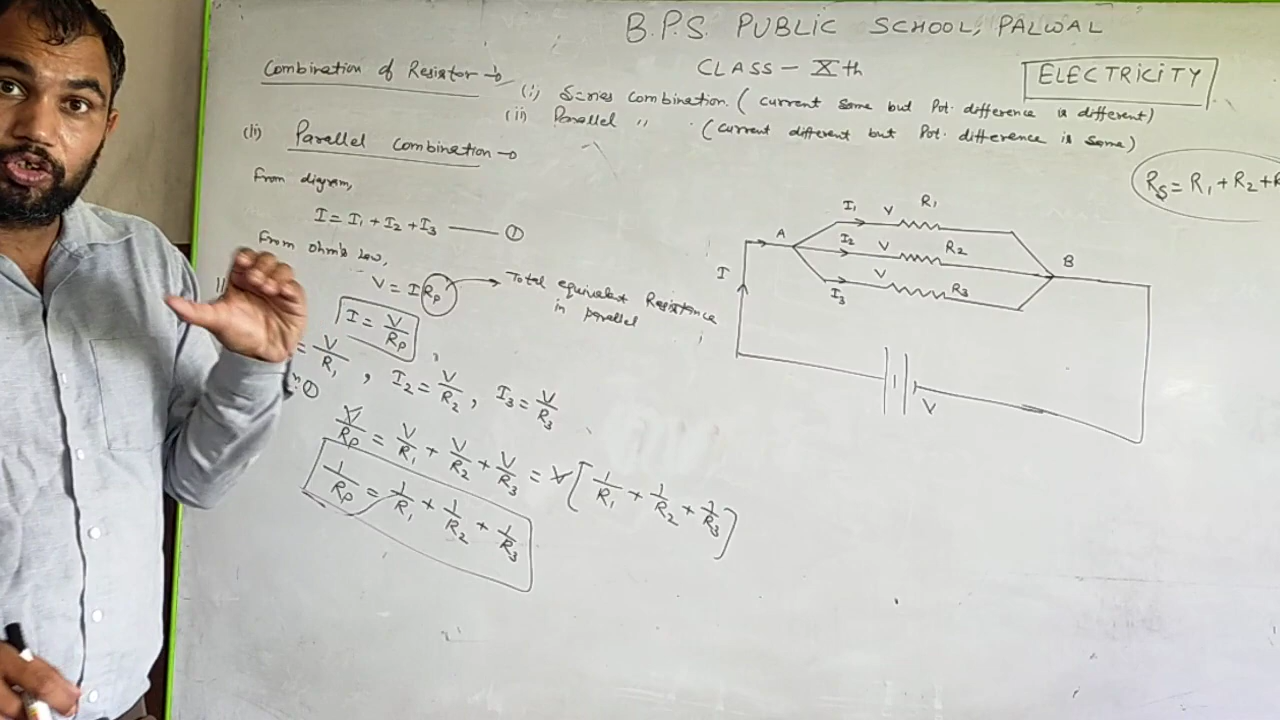 B.P.S. PUBLIC SCHOOL, PALWAL
CLASS - Xth
ELECTRICITY
Combination of Resistor →
(i) Series combination. (current same but Pot. difference is different)
(ii) Parallel " (current different but Pot. difference is same)
(ii) Parallel combination →
From diagram,
I = I₁ + I₂ + I₃ ——— ①
From ohm's law,
V = I Rp → Total equivalent Resistance in parallel
I = V/Rp
= V/R₁ , I₂ = V/R₂ , I₃ = V/R₃
①
V/Rp = V/R₁ + V/R₂ + V/R₃ = V[1/R₁ + 1/R₂ + 1/R₃]
1/Rp = 1/R₁ + 1/R₂ + 1/R₃
RS = R₁ + R₂ + R
I₁ V R₁
A I₂ V R₂ B
I V R₃
I₃
V